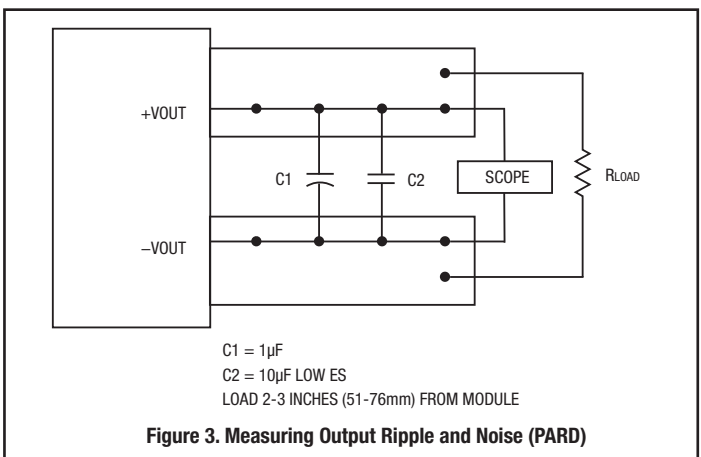 +VOUT
C1
C2
SCOPE
RLOAD
–VOUT
C1 = 1µF
C2 = 10µF LOW ES
LOAD 2-3 INCHES (51-76mm) FROM MODULE
Figure 3. Measuring Output Ripple and Noise (PARD)